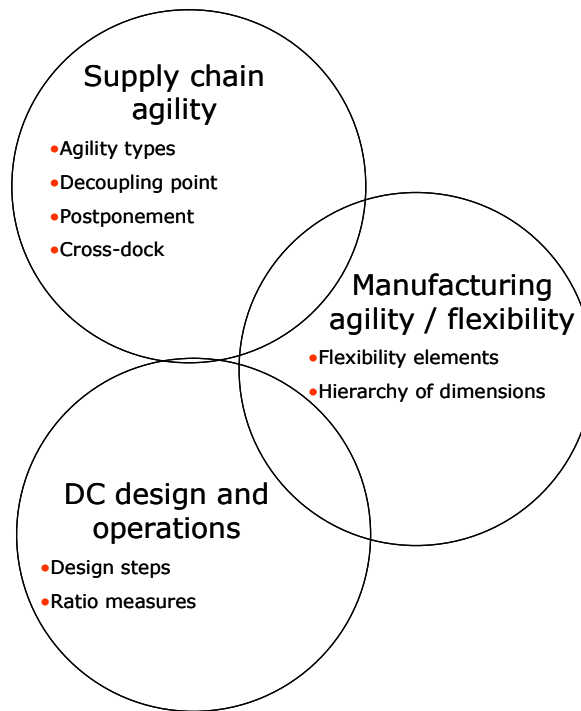 Supply chain
agility
•Agility types
•Decoupling point
•Postponement
•Cross-dock
Manufacturing
agility / flexibility
•Flexibility elements
•Hierarchy of dimensions
DC design and
operations
•Design steps
•Ratio measures